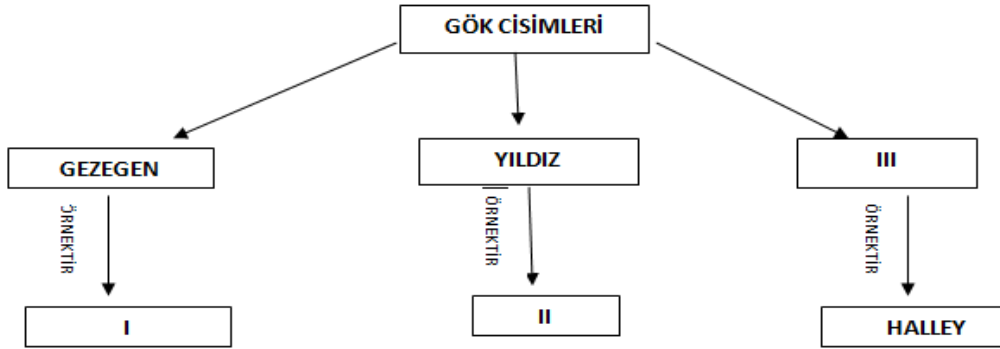 GÖK CİSİMLERİ
GEZEGEN
YILDIZ
III
ÖRNEKTİR
ÖRNEKTİR
ÖRNEKTİR
I
II
HALLEY